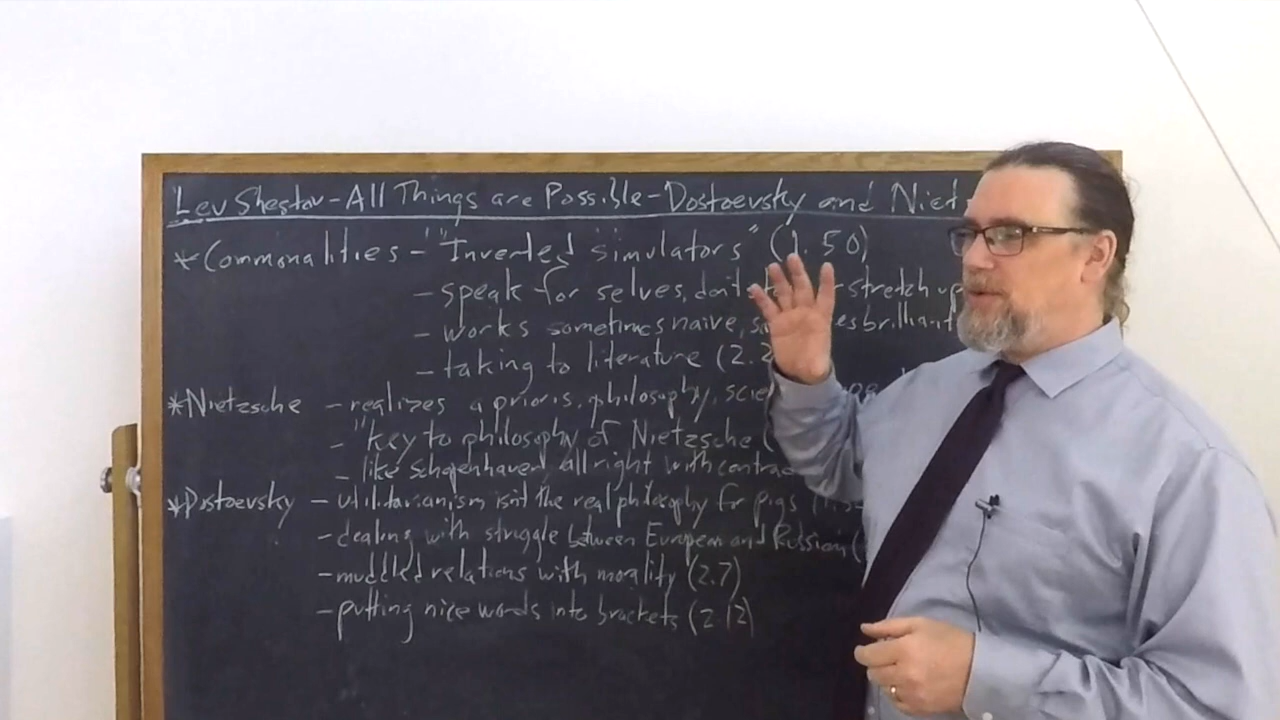 Lev Shestov - All Things are Possible - Dostoevsky and Niet
* Commonalities - "Inverted Simulators" (1.50)
- speak for selves, don't stretch up
- works sometimes naive, brilliant
- taking to literature (2.2
* Nietzsche - realizes a prioris, philosophy,
- "key to philosophy of Nietzsche (
- like Schopenhauer, all right with
* Dostoevsky - utilitarianism isn't the real philosophy for pigs
- dealing with struggle between European and Russian (
- muddled relations with morality (2.7)
- putting nice words into brackets (2.12)